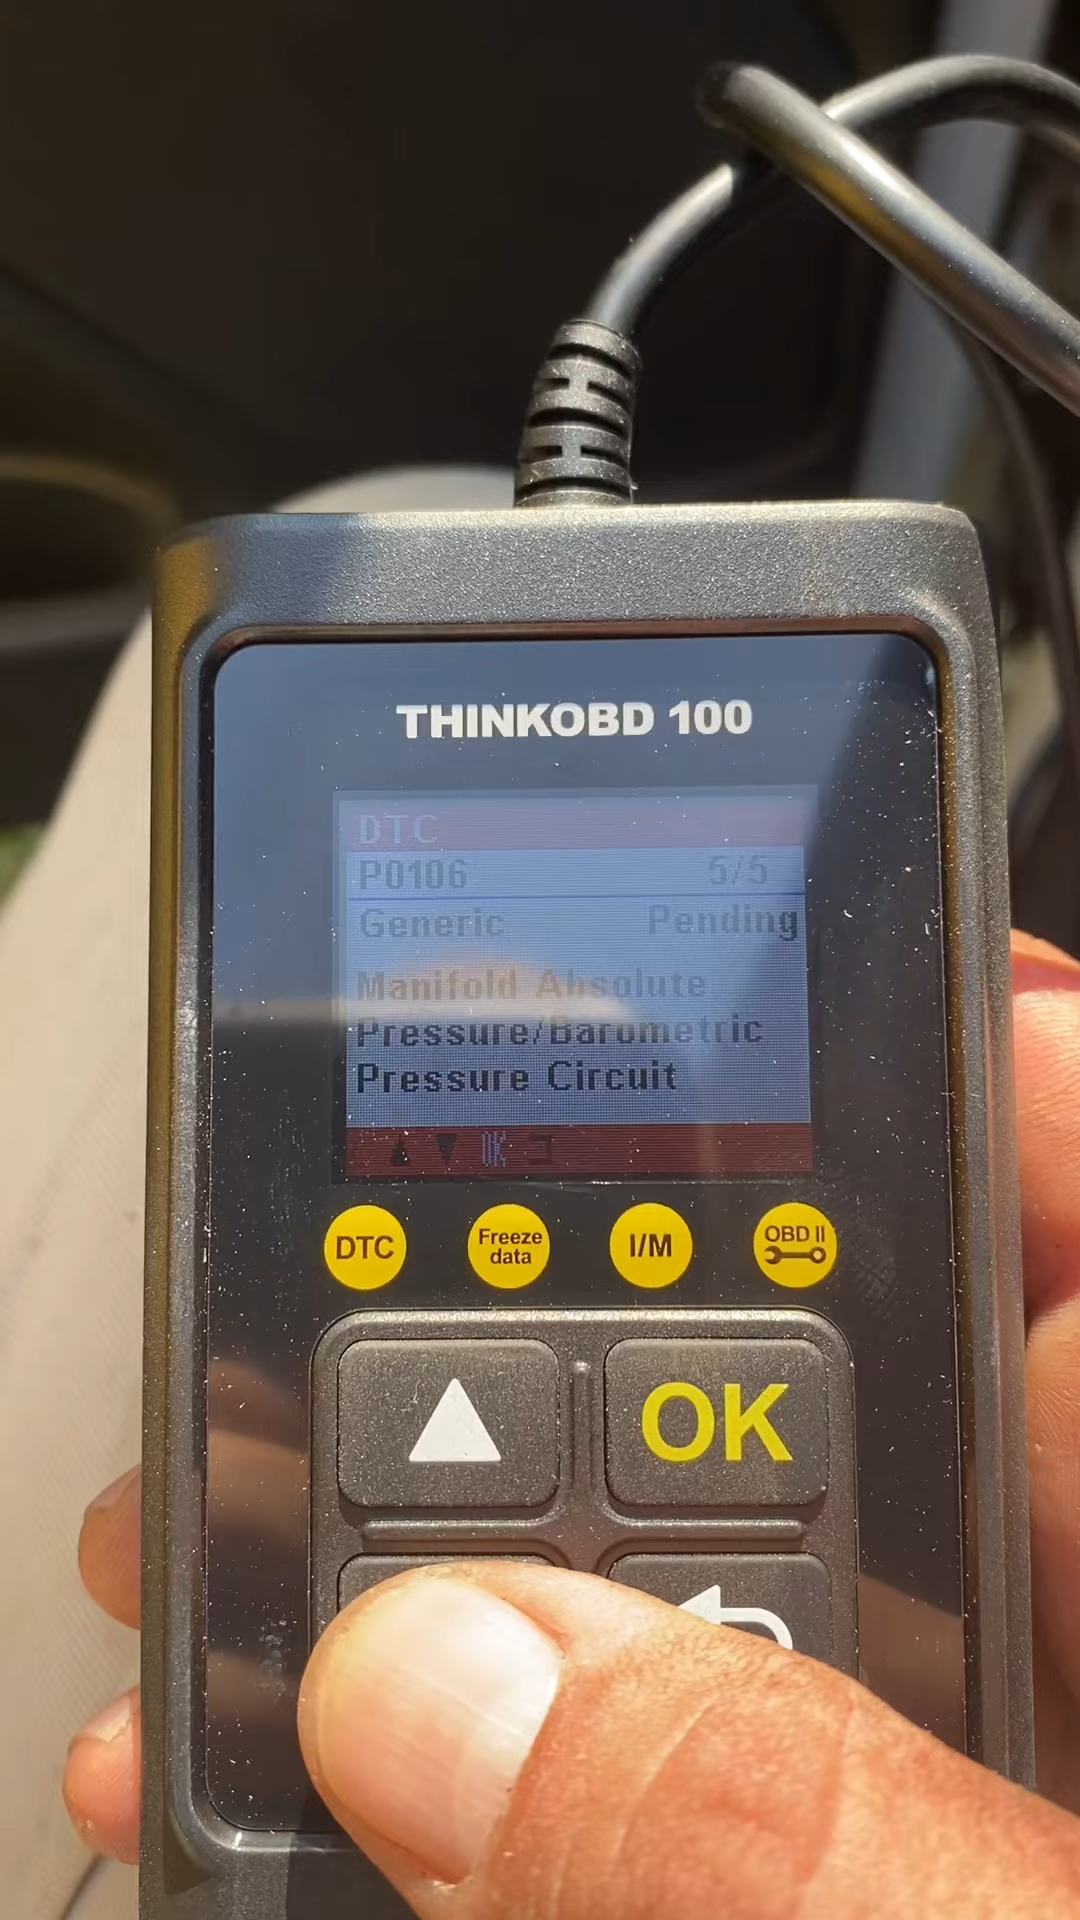 THINKOBD 100
DTC
P0106 5/5
Generic Pending
Manifold Absolute
Pressure/Barometric
Pressure Circuit
OK
DTC
Freeze data
I/M
OBD II
OK